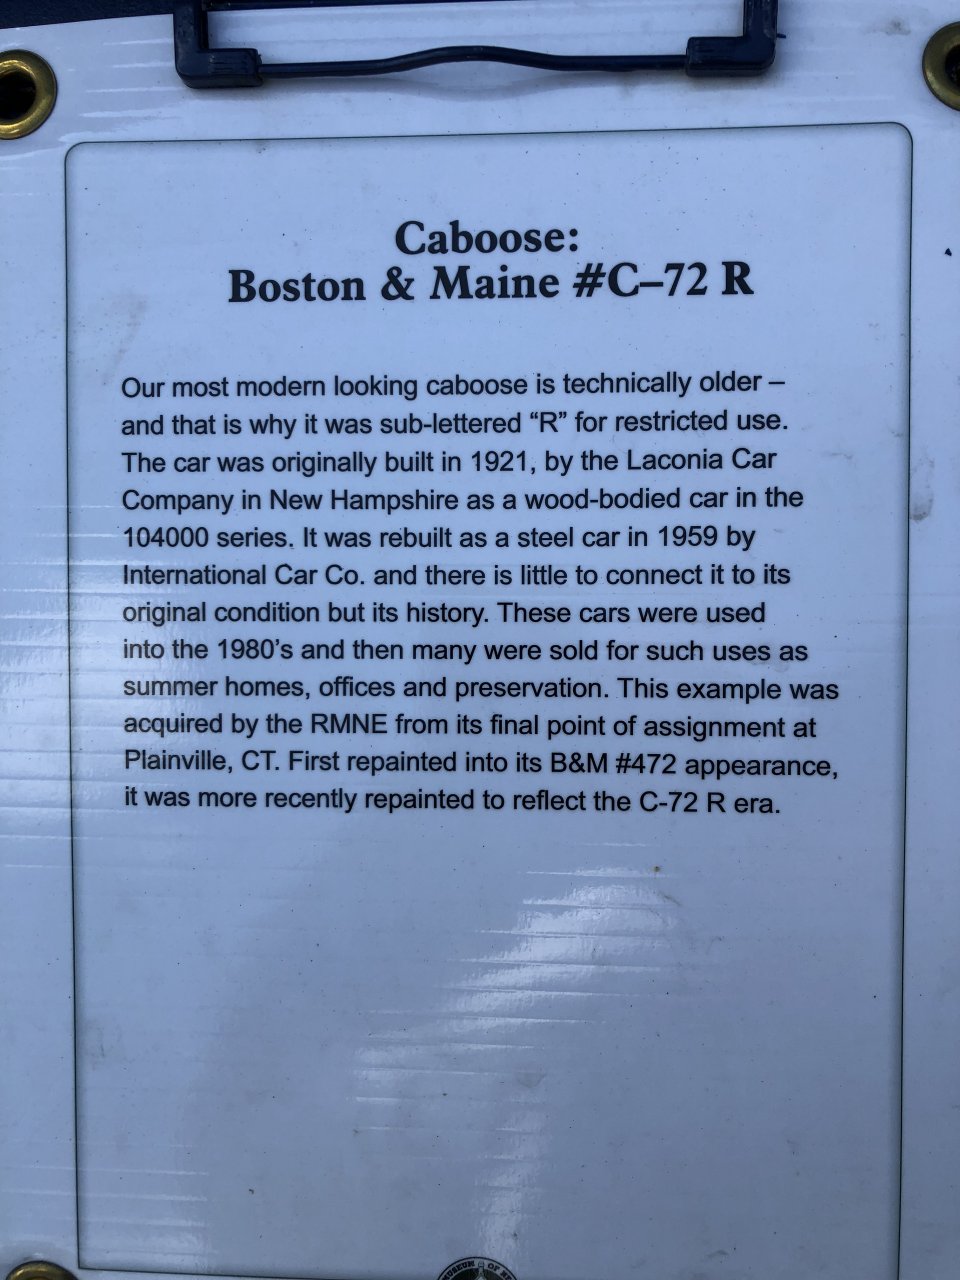 Caboose:
Boston & Maine #C–72 R
Our most modern looking caboose is technically older –
and that is why it was sub-lettered “R” for restricted use.
The car was originally built in 1921, by the Laconia Car
Company in New Hampshire as a wood-bodied car in the
104000 series. It was rebuilt as a steel car in 1959 by
International Car Co. and there is little to connect it to its
original condition but its history. These cars were used
into the 1980’s and then many were sold for such uses as
summer homes, offices and preservation. This example was
acquired by the RMNE from its final point of assignment at
Plainville, CT. First repainted into its B&M #472 appearance,
it was more recently repainted to reflect the C-72 R era.
MUSEUM OF